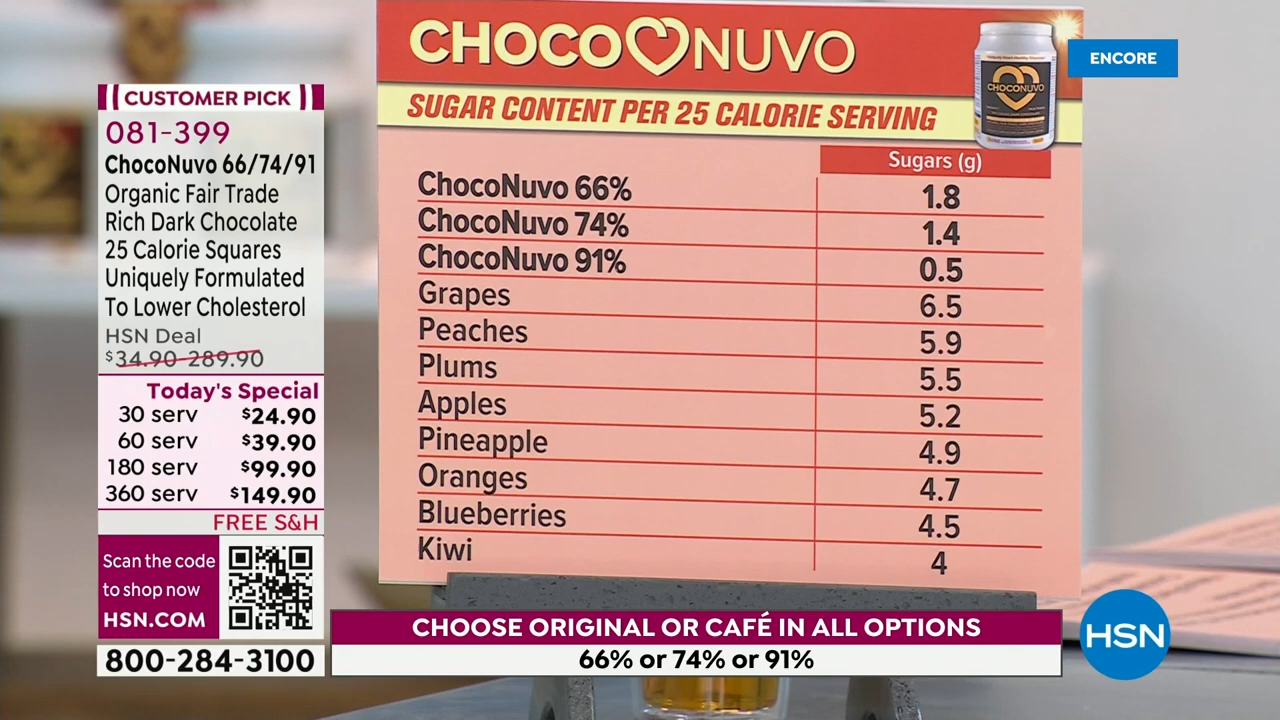 CHOCO NUVO
ENCORE
SUGAR CONTENT PER 25 CALORIE SERVING
CHOCONUVO
Sugars (g)
ChocoNuvo 66% 1.8
ChocoNuvo 74% 1.4
ChocoNuvo 91% 0.5
Grapes 6.5
Peaches 5.9
Plums 5.5
Apples 5.2
Pineapple 4.9
Oranges 4.7
Blueberries 4.5
Kiwi 4
CUSTOMER PICK
081-399
ChocoNuvo 66/74/91
Organic Fair Trade
Rich Dark Chocolate
25 Calorie Squares
Uniquely Formulated
To Lower Cholesterol
HSN Deal
$34.90-289.90
Today's Special
30 serv $24.90
60 serv $39.90
180 serv $99.90
360 serv $149.90
FREE S&H
Scan the code
to shop now
HSN.COM
800-284-3100
CHOOSE ORIGINAL OR CAFÉ IN ALL OPTIONS
66% or 74% or 91%
HSN